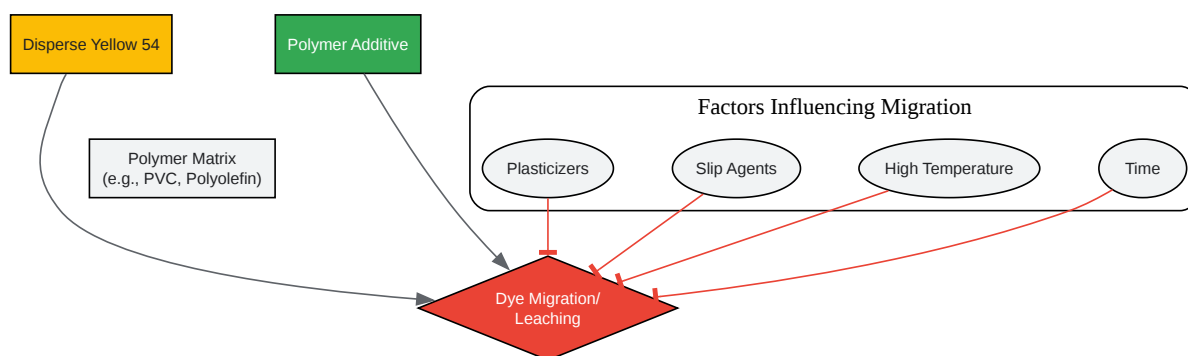 Disperse Yellow 54
Polymer Additive
Factors Influencing Migration
Polymer Matrix
(e.g., PVC, Polyolefin)
Plasticizers
Slip Agents
High Temperature
Time
Dye Migration/
Leaching